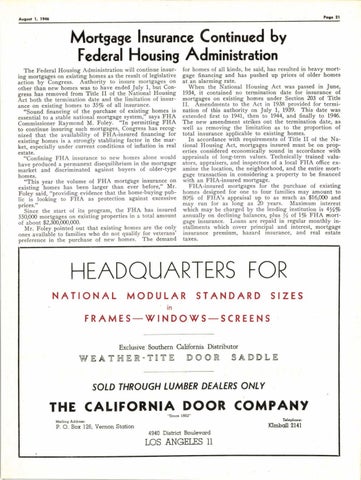 August 1, 1946
Page 21
Mortgage Insurance Continued by
Federal Housing Administration
The Federal Housing Administration will continue insur-
ing mortgages on existing homes as the result of legislative
action by Congress. Authority to insure mortgages on
other than new homes was to have ended July 1, but Con-
gress has removed from Title II of the National Housing
Act both the termination date and the limitation of insur-
ance on existing homes to 35% of all insurance.
"Sound financing of the purchase of existing homes is
essential to a stable national mortgage system," says FHA
Commissioner Raymond M. Foley. "In permitting FHA
to continue insuring such mortgages, Congress has recog-
nized that the availability of FHA-insured financing for
existing homes is a strongly stabilizing factor in the mar-
ket, especially under current conditions of inflation in real
estate.
"Confining FHA insurance to new homes alone would
have produced a frequent disequilibrium in the mortgage
market and discriminated against buyers of older-type
homes.
"This year the volume of FHA mortgage insurance on
existing homes has been larger than ever before," Mr.
Foley said, "providing evidence that the home-buying pub-
lic is looking to FHA as protection against excessive
prices."
Since the start of its program, the FHA has insured
550,000 mortgages on existing properties in a total amount
of about $2,300,000,000.
Mr. Foley pointed out that existing homes are the only
ones available to families who do not qualify for veterans'
preference in the purchase of new homes. The demand
for homes of all kinds, he said, has resulted in heavy mort-
gage financing and has pushed up prices of older homes
at an alarming rate.
When the National Housing Act was passed in June,
1934, it contained no termination date for insurance of
mortgages on existing homes under Section 203 of Title
II. Amendments to the Act in 1938 provided for termi-
nation of this authority on July 1, 1939. This date was
extended first to 1941, then to 1944, and finally to 1946.
The new amendment strikes out the termination date, as
well as removing the limitation as to the proportion of
total insurance applicable to existing homes.
In accordance with the provisions of Title II of the Na-
tional Housing Act, mortgages insured must be on prop-
erties considered economically sound in accordance with
appraisals of long-term values. Technically trained valu-
ators, appraisers, and inspectors of a local FHA office ex-
amine the location, the neighborhood, and the entire mort-
gage transaction in considering a property to be financed
with an FHA-insured mortgage.
FHA-insured mortgages for the purchase of existing
homes designed for one to four families may amount to
80% of FHA's appraisal up to as much as $16,000 and
may run for as long as 20 years. Maximum interest
which may be charged by the lending institution is 4½%
annually on declining balances, plus ½ of 1% FHA mort-
gage insurance. Loans are repaid in regular monthly in-
stallments which cover principal and interest, mortgage
insurance premium, hazard insurance, and real estate
taxes.
HEADQUARTERS FOR
NATIONAL MODULAR STANDARD SIZES
in
FRAMES—WINDOWS—SCREENS
Exclusive Southern California Distributor
WEATHER-TITE DOOR SADDLE
SOLD THROUGH LUMBER DEALERS ONLY
THE CALIFORNIA DOOR COMPANY
"Since 1862"
Mailing Address:
P. O. Box 126, Vernon Station
Telephone:
Kimball 2141
4940 District Boulevard
LOS ANGELES 11